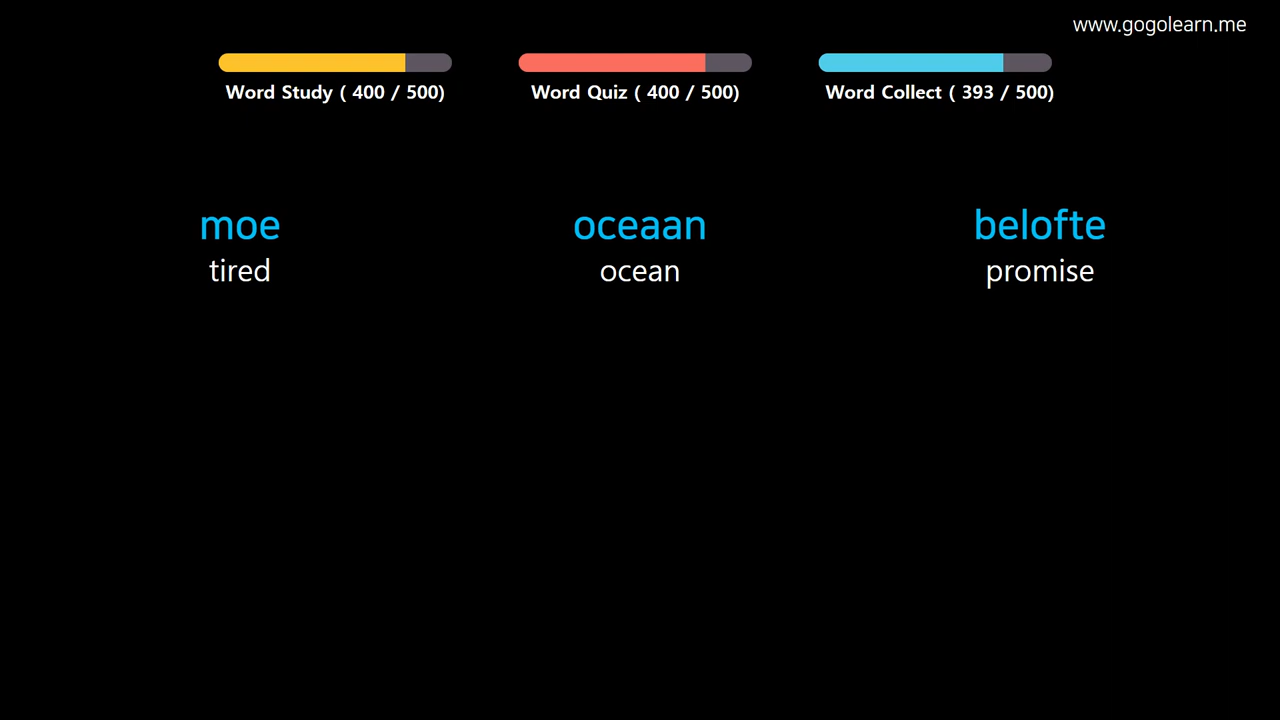 www.gogolearn.me
Word Study ( 400 / 500)
Word Quiz ( 400 / 500)
Word Collect ( 393 / 500)
moe
tired
oceaan
ocean
belofte
promise